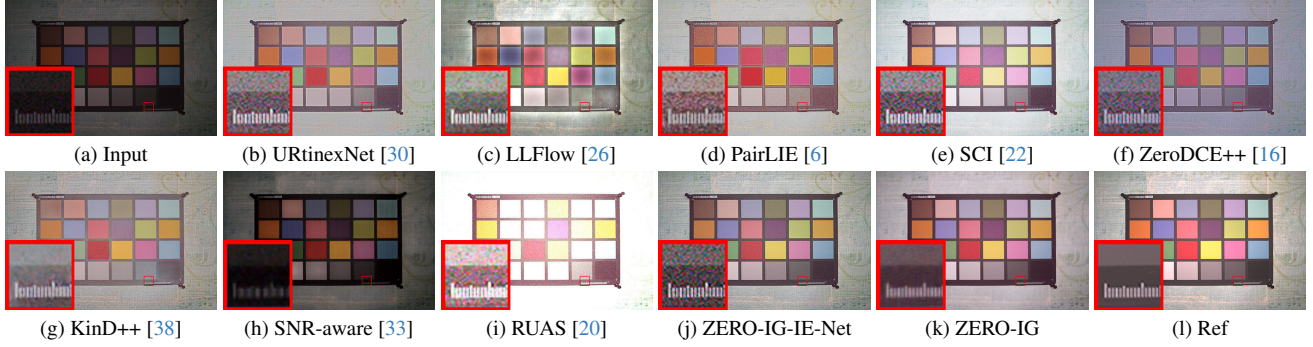 (a) Input
(b) URtinexNet [30]
(c) LLFlow [26]
(d) PairLIE [6]
(e) SCI [22]
(f) ZeroDCE++ [16]
(g) KinD++ [38]
(h) SNR-aware [33]
(i) RUAS [20]
(j) ZERO-IG-IE-Net
(k) ZERO-IG
(l) Ref